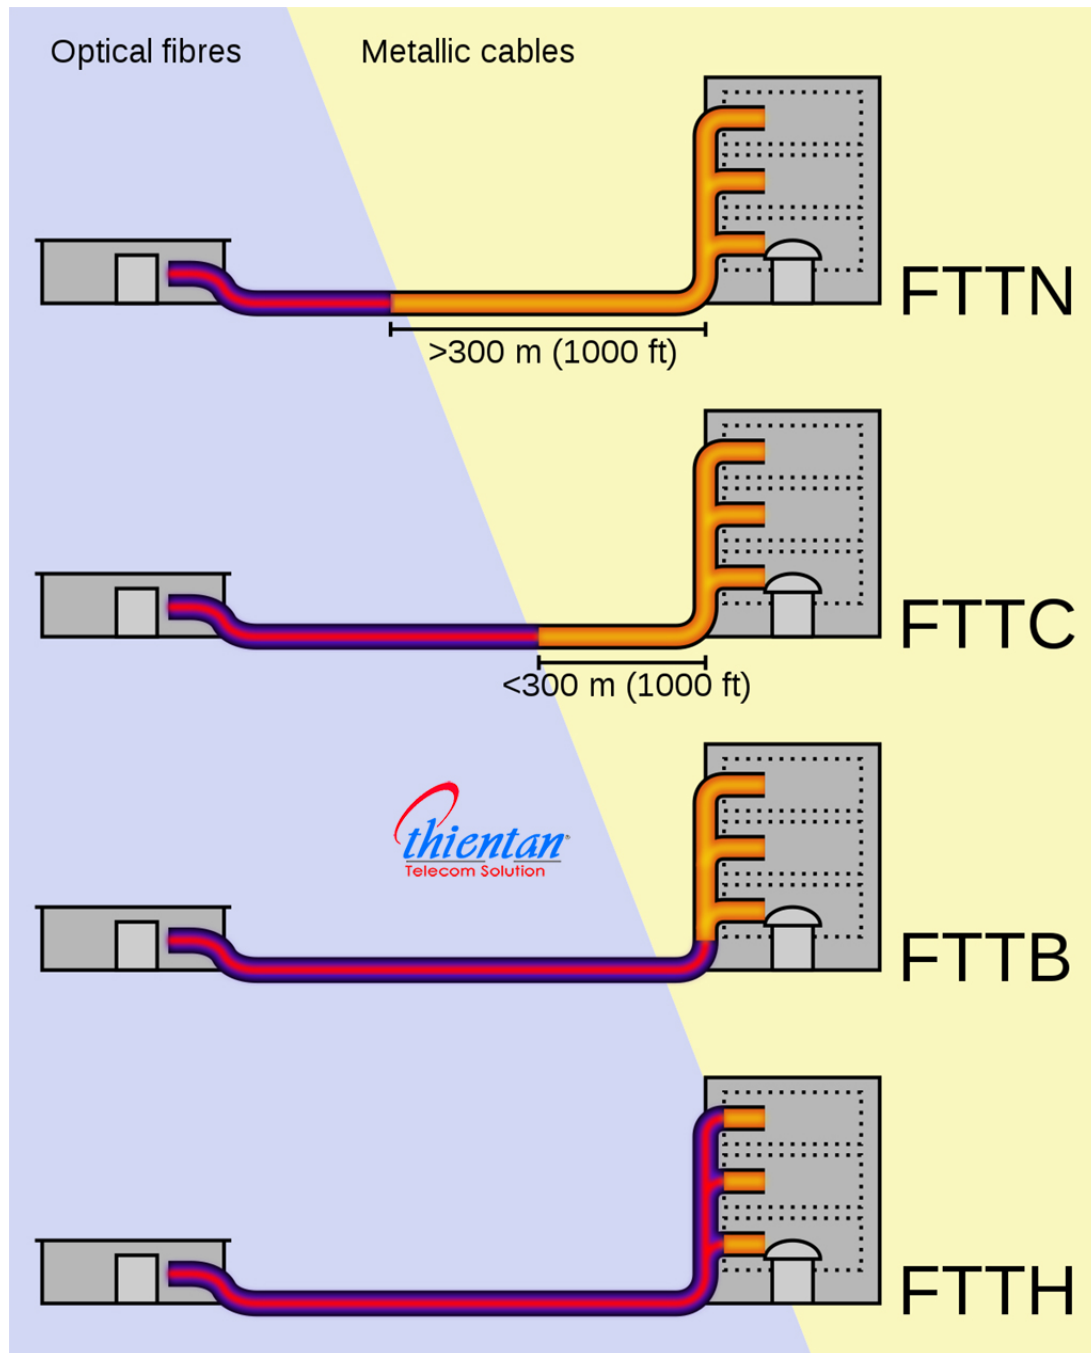 Optical fibres
Metallic cables
FTTN
>300 m (1000 ft)
FTTC
<300 m (1000 ft)
thientan®
Telecom Solution
FTTB
FTTH